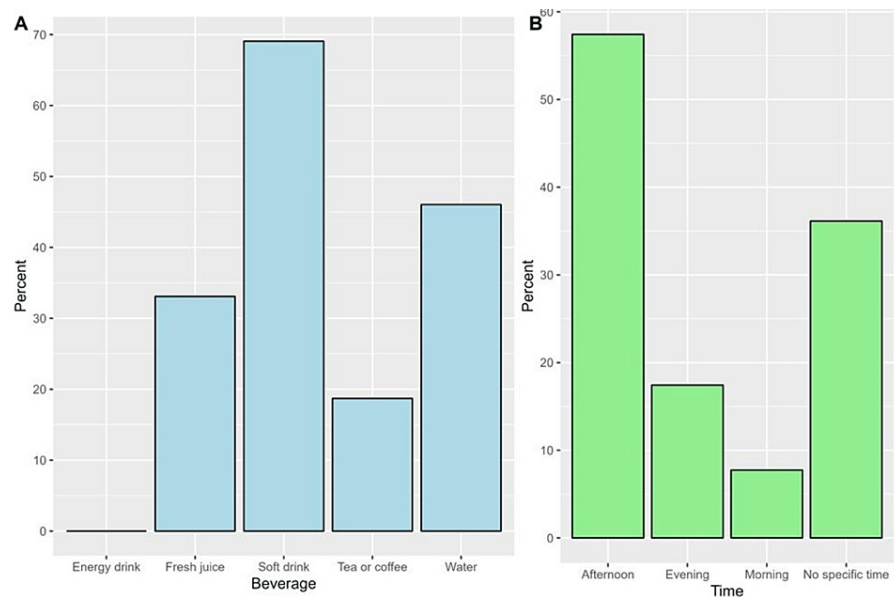 A
Percent
70
60
50
40
30
20
10
0
Energy drink Fresh juice Soft drink Tea or coffee Water
Beverage
B
Percent
60
50
40
30
20
10
0
Afternoon Evening Morning No specific time
Time